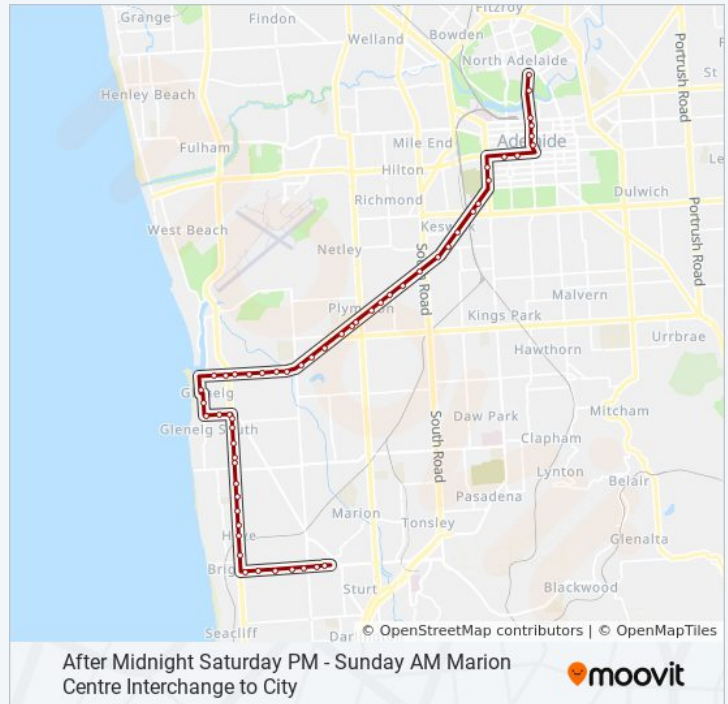 Fitzroy
Grange
Findon
Bowden
Welland
North Adelaide
Portrush Road
St
Henley Beach
Mile End
Adelaide
Fulham
Hilton
Le
Richmond
Dulwich
West Beach
Keswick
Netley
South Road
Portrush Road
Malvern
Plympton
Kings Park
Urrbrae
Hawthorn
Glenelg
Daw Park
Mitcham
Glenelg South
South Road
Clapham
Lynton
Belair
Pasadena
Marion
Tonsley
Hove
Glenalta
Brig
Sturt
Blackwood
Seacliff
Darling
© OpenStreetMap contributors | © OpenMapTiles
After Midnight Saturday PM - Sunday AM Marion
Centre Interchange to City
moovit